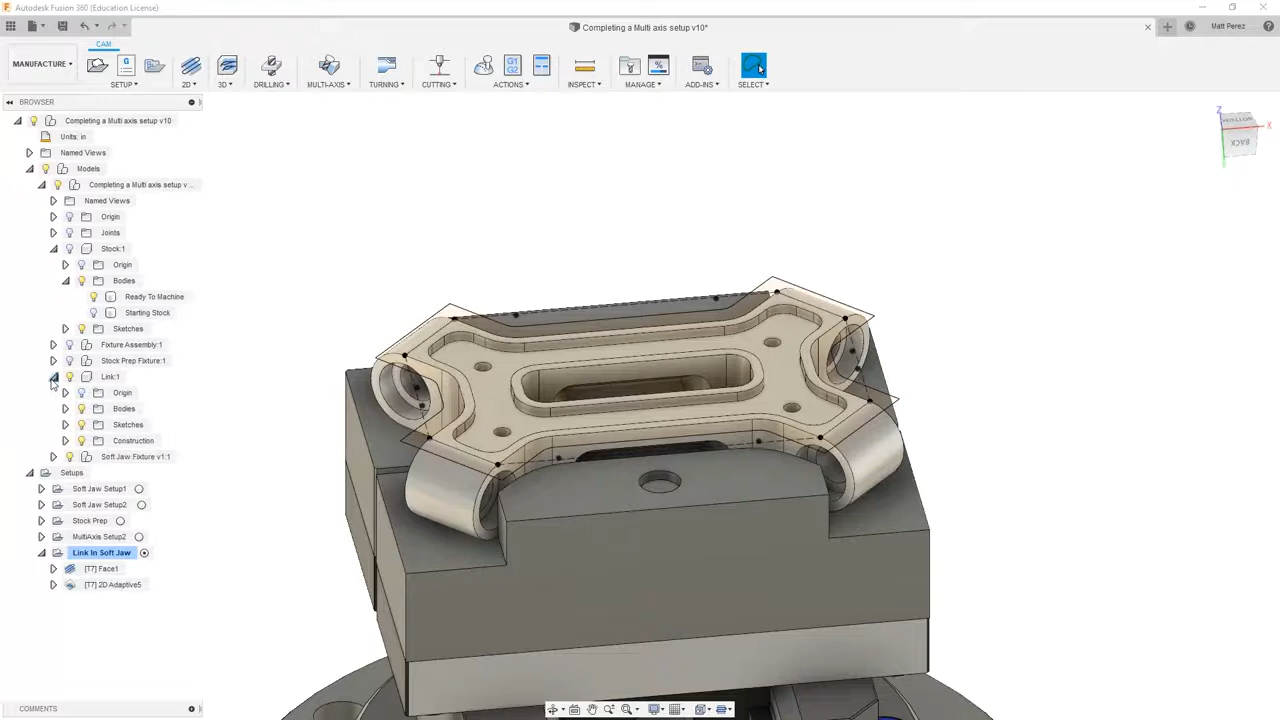 Autodesk Fusion 360 (Education License)
Completing a Multi axis setup v10*
Matt Perez
CAM
MANUFACTURE
G1
G2
SETUP
2D
3D
DRILLING
MULTI-AXIS
TURNING
CUTTING
ACTIONS
INSPECT
MANAGE
ADD-INS
SELECT
BROWSER
Completing a Multi axis setup v10
Units: in
Named Views
Models
Completing a Multi axis setup v...
Named Views
Origin
Joints
Stock:1
Origin
Bodies
Ready To Machine
Starting Stock
Sketches
Fixture Assembly:1
Stock Prep Fixture:1
Link:1
Origin
Bodies
Sketches
Construction
Soft Jaw Fixture v1:1
Setups
Soft Jaw Setup1
Soft Jaw Setup2
Stock Prep
MultiAxis Setup2
Link In Soft Jaw
[T7] Face1
[T7] 2D Adaptive5
COMMENTS
Z
X
BOTTOM
BACK